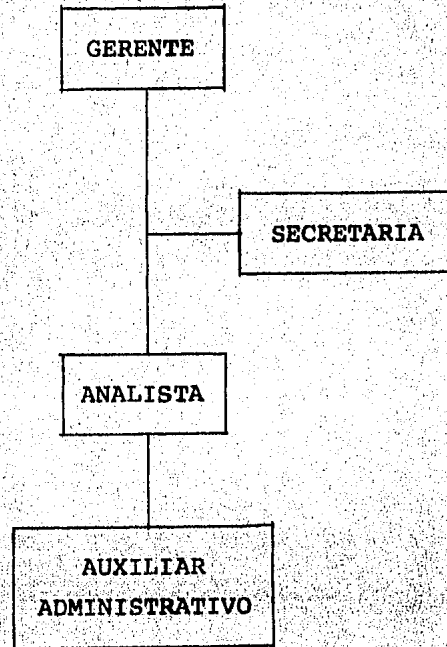 GERENTE
SECRETARIA
ANALISTA
AUXILIAR
ADMINISTRATIVO